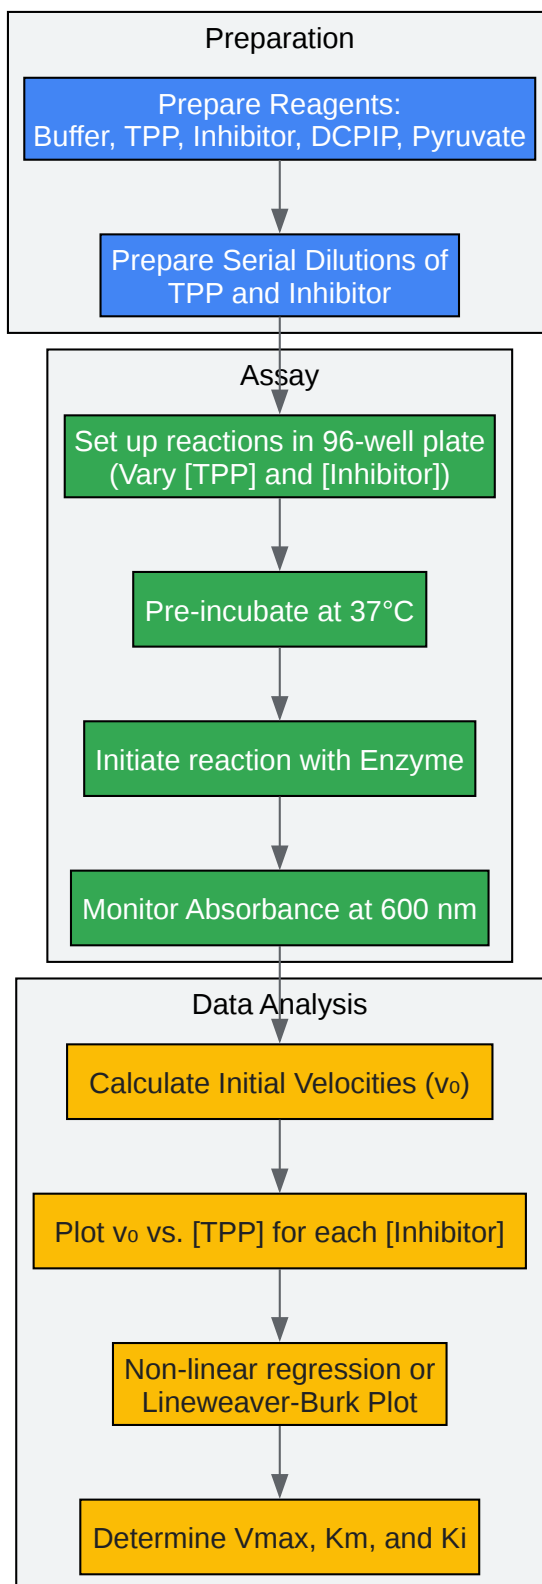 Preparation
Prepare Reagents:
Buffer, TPP, Inhibitor, DCPIP, Pyruvate
Prepare Serial Dilutions of
TPP and Inhibitor
Assay
Set up reactions in 96-well plate
(Vary [TPP] and [Inhibitor])
Pre-incubate at 37°C
Initiate reaction with Enzyme
Monitor Absorbance at 600 nm
Data Analysis
Calculate Initial Velocities (v₀)
Plot v₀ vs. [TPP] for each [Inhibitor]
Non-linear regression or
Lineweaver-Burk Plot
Determine Vmax, Km, and Ki